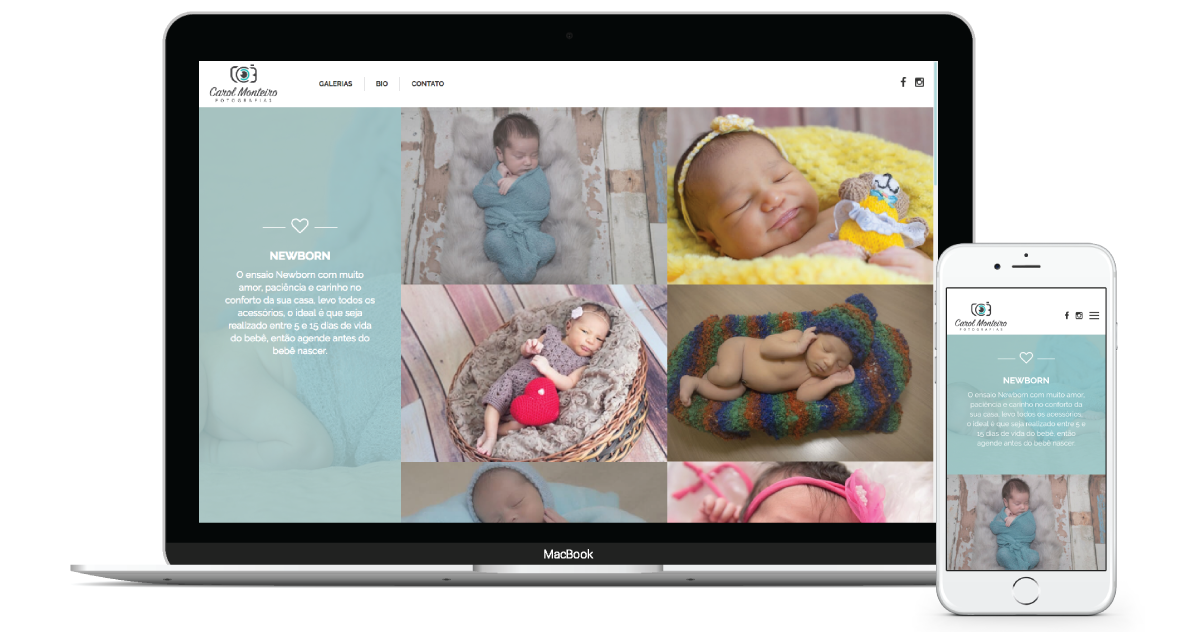 Carol Monteiro
FOTOGRAFIAS
GALERIAS
BIO
CONTATO
NEWBORN
O ensaio Newborn com muito
amor, paciência e carinho no
conforto da sua casa, levo todos os
acessórios, o ideal é que seja
realizado entre 5 e 15 dias de vida
do bebê, então agende antes do
bebê nascer.
MacBook
Carol Monteiro
FOTOGRAFIAS
NEWBORN
O ensaio Newborn com muito amor,
paciência e carinho no conforto da
sua casa, levo todos os acessórios,
o ideal é que seja realizado entre 5 e
15 dias de vida do bebê, então
agende antes do bebê nascer.